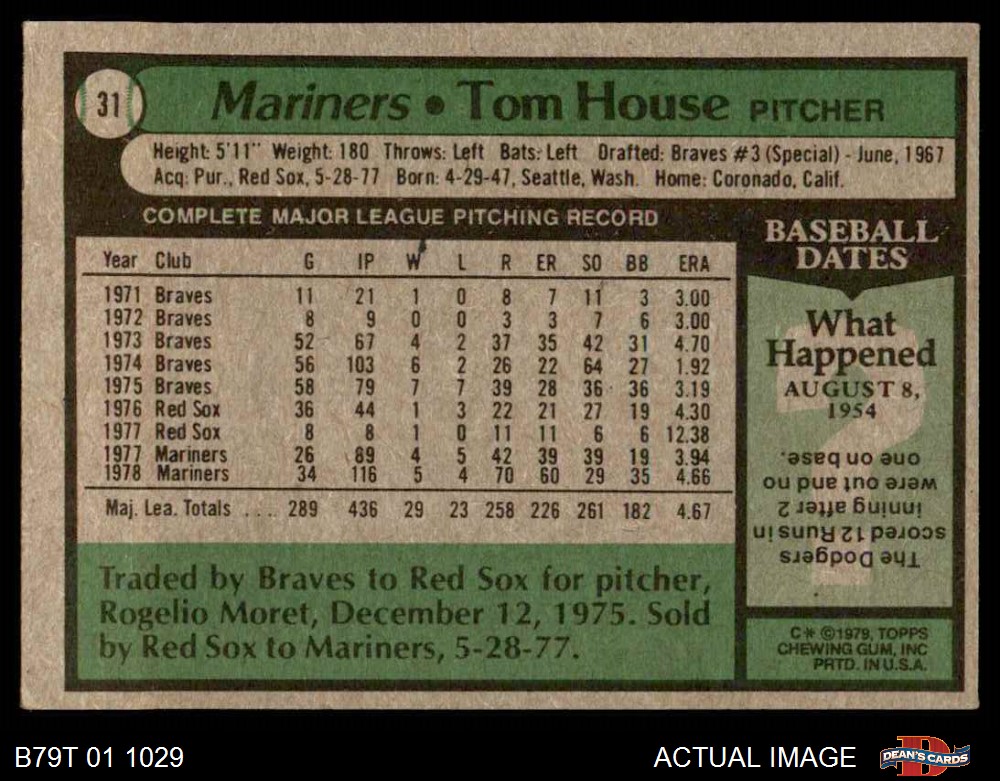 31
Mariners • Tom House PITCHER
Height: 5'11" Weight: 180 Throws: Left Bats: Left Drafted: Braves #3 (Special) - June, 1967
Acq: Pur., Red Sox, 5-28-77 Born: 4-29-47, Seattle, Wash. Home: Coronado, Calif.
COMPLETE MAJOR LEAGUE PITCHING RECORD
Year Club G IP W L R ER SO BB ERA
1971 Braves 11 21 1 0 8 7 11 3 3.00
1972 Braves 8 9 0 0 3 3 7 6 3.00
1973 Braves 52 67 4 2 37 35 42 31 4.70
1974 Braves 56 103 6 2 26 22 64 27 1.92
1975 Braves 58 79 7 7 39 28 36 36 3.19
1976 Red Sox 36 44 1 3 22 21 27 19 4.30
1977 Red Sox 8 8 1 0 11 11 6 6 12.38
1977 Mariners 26 89 4 5 42 39 39 19 3.94
1978 Mariners 34 116 5 4 70 60 29 35 4.66
Maj. Lea. Totals .... 289 436 29 23 258 226 261 182 4.67
Traded by Braves to Red Sox for pitcher,
Rogelio Moret, December 12, 1975. Sold
by Red Sox to Mariners, 5-28-77.
BASEBALL
DATES
What
Happened
AUGUST 8,
1954
The Dodgers
scored 12 Runs in
inning after 2
were out and no
one on base.
C* ©1979, TOPPS
CHEWING GUM, INC
PRTD. IN U.S.A.
B79T 01 1029
ACTUAL IMAGE
DEAN'S CARDS